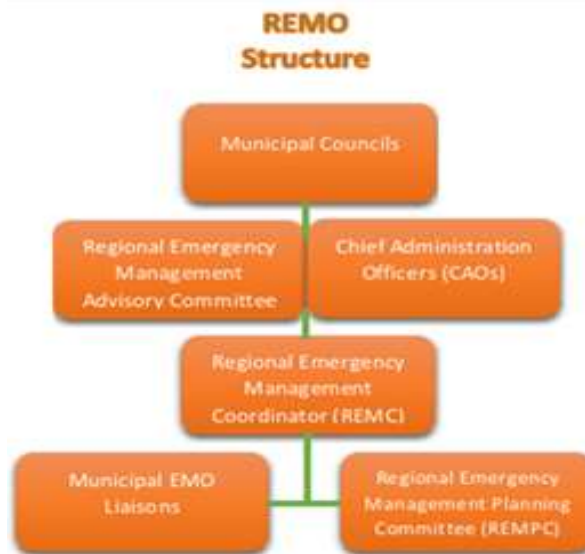 REMO
Structure
Municipal Councils
Regional Emergency
Management
Advisory Committee
Chief Administration
Officers (CAOs)
Regional Emergency
Management
Coordinator (REMC)
Municipal EMO
Liaisons
Regional Emergency
Management Planning
Committee (REMPC)